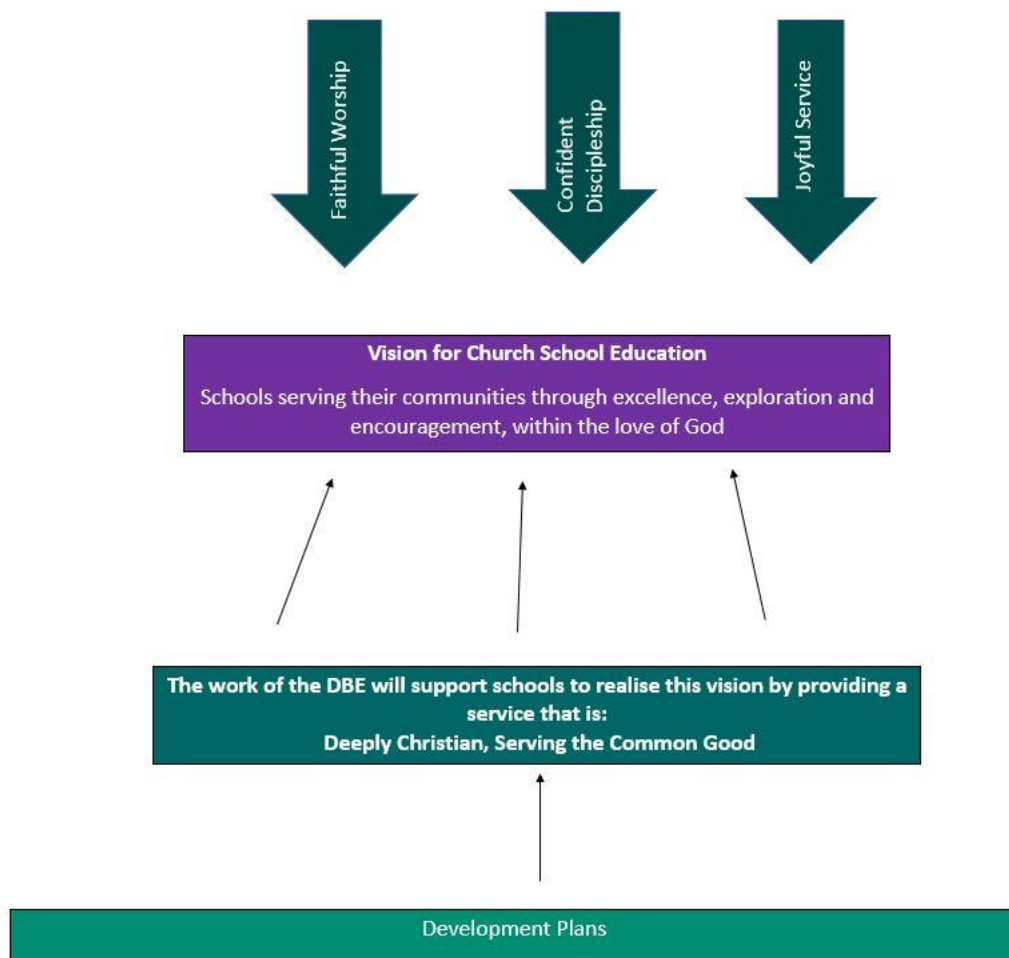 Faithful Worship
Confident
Discipleship
Joyful Service
Vision for Church School Education
Schools serving their communities through excellence, exploration and
encouragement, within the love of God
The work of the DBE will support schools to realise this vision by providing a
service that is:
Deeply Christian, Serving the Common Good
Development Plans